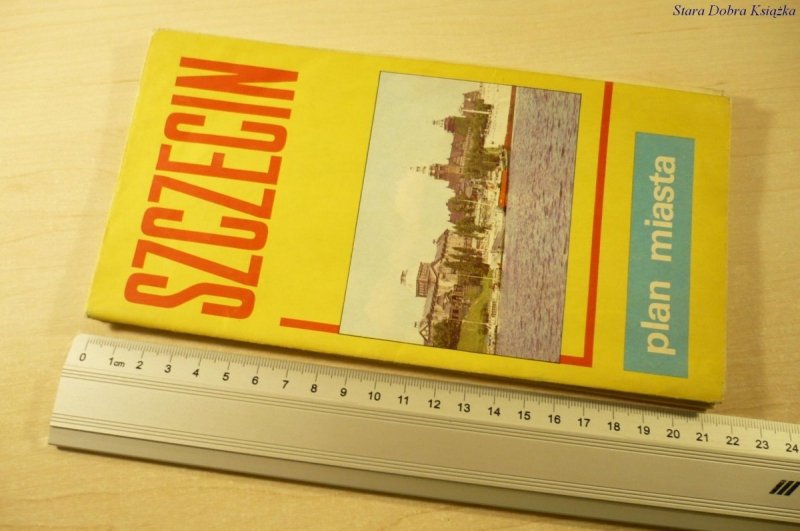 Stara Dobra Książka
SZCZECIN
plan miasta
0 1cm 2 3 4 5 6 7 8 9 10 11 12 13 14 15 16 17 18 19 20 21 22 23 24